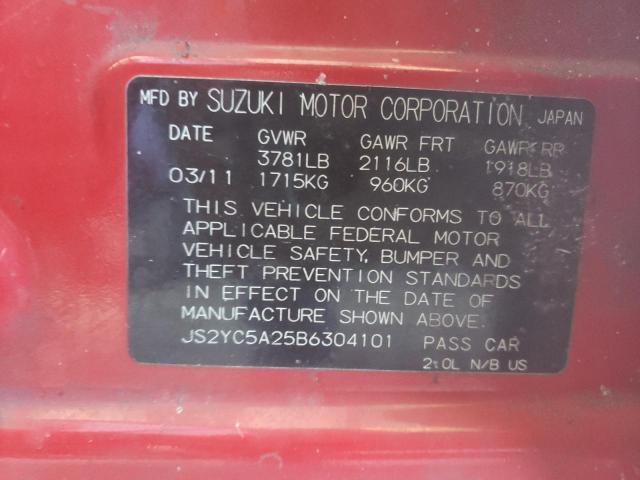 MFD BY SUZUKI MOTOR CORPORATION JAPAN
DATE GVWR GAWR FRT GAWR RR
3781LB 2116LB 1918LB
03/11 1715KG 960KG 870KG
THIS VEHICLE CONFORMS TO ALL
APPLICABLE FEDERAL MOTOR
VEHICLE SAFETY, BUMPER AND
THEFT PREVENTION STANDARDS
IN EFFECT ON THE DATE OF
MANUFACTURE SHOWN ABOVE.
JS2YC5A25B6304101 PASS CAR
2.0L N/B US